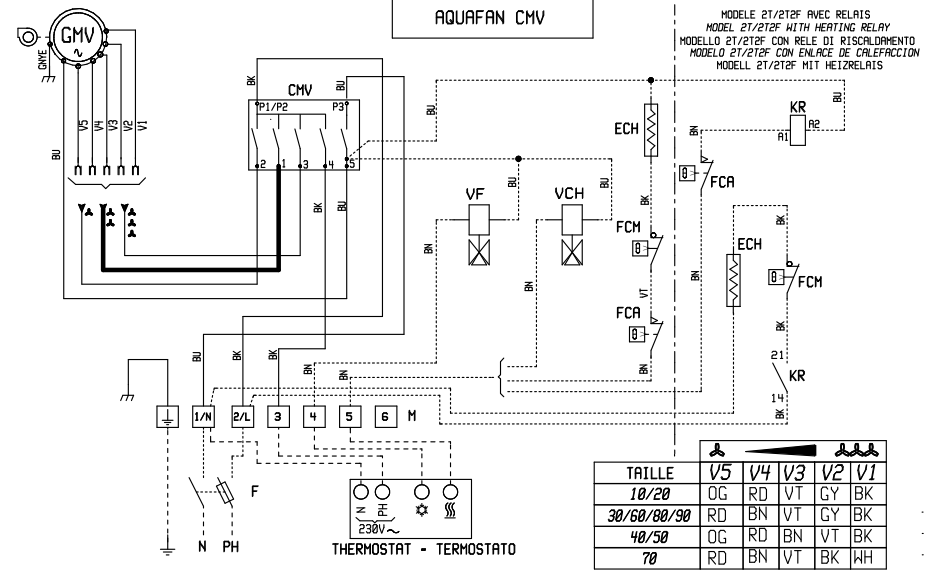 AQUAFAN CMV
MODELE 2T/2T2F AVEC RELAIS
MODEL 2T/2T2F WITH HEATING RELAY
MODELLO 2T/2T2F CON RELE DI RISCALDAMENTO
MODELO 2T/2T2F CON ENLACE DE CALEFACCION
MODELL 2T/2T2F MIT HEIZRELAIS
GMV
GNYE
BU
V5
V4
V3
V2
V1
BK
BU
CMV
P1/P2
P3
2
1
3
4
5
BK
BU
VF
BU
BN
VCH
BU
BN
ECH
BK
FCM
VT
FCA
BN
KR
A1
A2
BU
BN
FCA
BN
ECH
BK
FCM
BK
21
KR
14
BK
BU
BK
BK
BN
BN
1/N
2/L
3
4
5
6
M
F
N
PH
N
PH
230V~
THERMOSTAT - TERMOSTATO
TAILLE V5 V4 V3 V2 V1
10/20 OG RD VT GY BK
30/60/80/90 RD BN VT GY BK
40/50 OG RD BN VT BK
70 RD BN VT BK WH